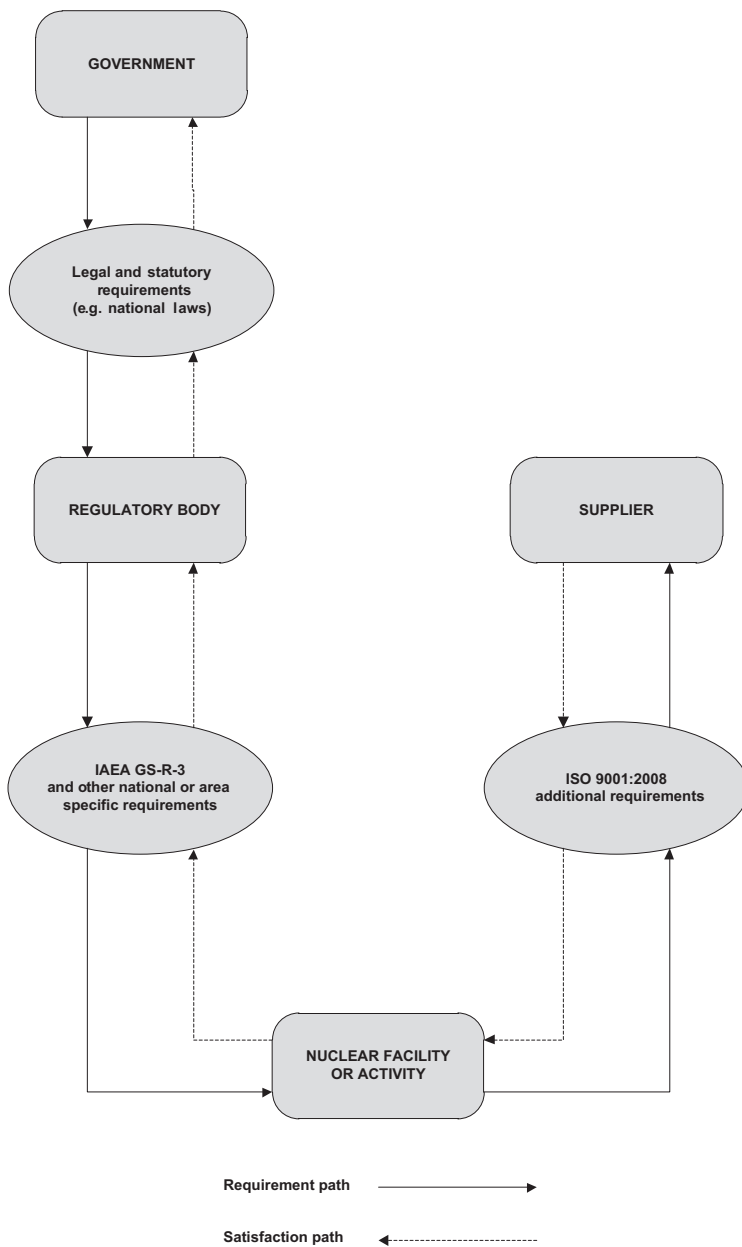 GOVERNMENT
Legal and statutory
requirements
(e.g. national laws)
REGULATORY BODY
SUPPLIER
IAEA GS-R-3
and other national or area
specific requirements
ISO 9001:2008
additional requirements
NUCLEAR FACILITY
OR ACTIVITY
Requirement path
Satisfaction path